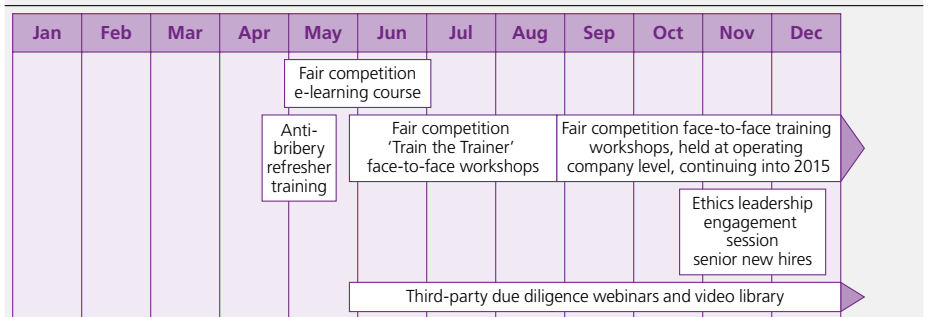 Jan Feb Mar Apr May Jun Jul Aug Sep Oct Nov Dec
Fair competition
e-learning course
Anti-
bribery
refresher
training
Fair competition
‘Train the Trainer’
face-to-face workshops
Fair competition face-to-face training
workshops, held at operating
company level, continuing into 2015
Ethics leadership
engagement
session
senior new hires
Third-party due diligence webinars and video library